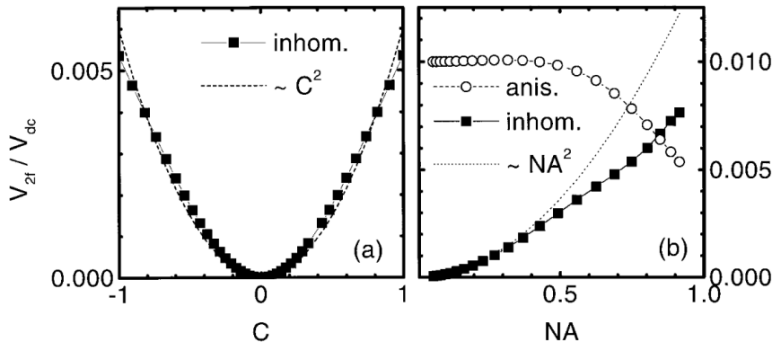 inhom.
~ C²
0.005
0.000
V2f / Vdc
(a)
-1 0 1
C
anis.
inhom.
~ NA²
0.010
0.005
0.000
(b)
0.5 1.0
NA